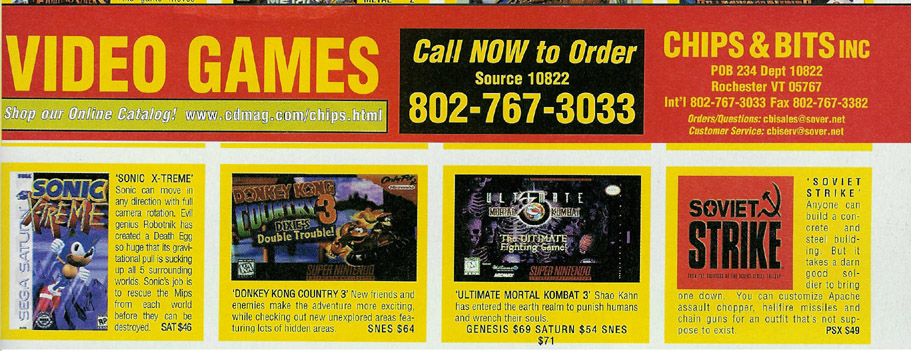 METAL 2
VIDEO GAMES
Shop our Online Catalog! www.cdmag.com/chips.html
Call NOW to Order
Source 10822
802-767-3033
CHIPS & BITS INC
POB 234 Dept 10822
Rochester VT 05767
Int'l 802-767-3033 Fax 802-767-3382
Orders/Questions: cbisales@sover.net
Customer Service: cbiserv@sover.net
SEGA SATURN
SONIC
X-TREME
'SONIC X-TREME'
Sonic can move in
any direction with full
camera rotation. Evil
genius Robotnik has
created a Death Egg
so huge that its gravi-
tational pull is sucking
up all 5 surrounding
worlds. Sonic's job is
to rescue the Mips
from each world
before they can be
destroyed. SAT $46
DONKEY KONG
COUNTRY 3
DIXIE'S
Double Trouble!
SUPER NINTENDO
'DONKEY KONG COUNTRY 3' New friends and
enemies make the adventure more exciting,
while checking out new unexplored areas fea-
turing lots of hidden areas. SNES $64
ULTIMATE
MORTAL KOMBAT
3
The ULTIMATE
Fighting Game!
MIDWAY
SUPER NINTENDO
'ULTIMATE MORTAL KOMBAT 3' Shao Kahn
has entered the earth realm to punish humans
and wrench their souls.
GENESIS $69 SATURN $54 SNES
$71
SOVIET
STRIKE
'SOVIET
STRIKE'
Anyone can
build a con-
crete and
steel build-
ing. But it
takes a darn
good sol-
dier to bring
one down. You can customize Apache
assault chopper, hellfire missiles and
chain guns for an outfit that's not sup-
pose to exist. PSX $49